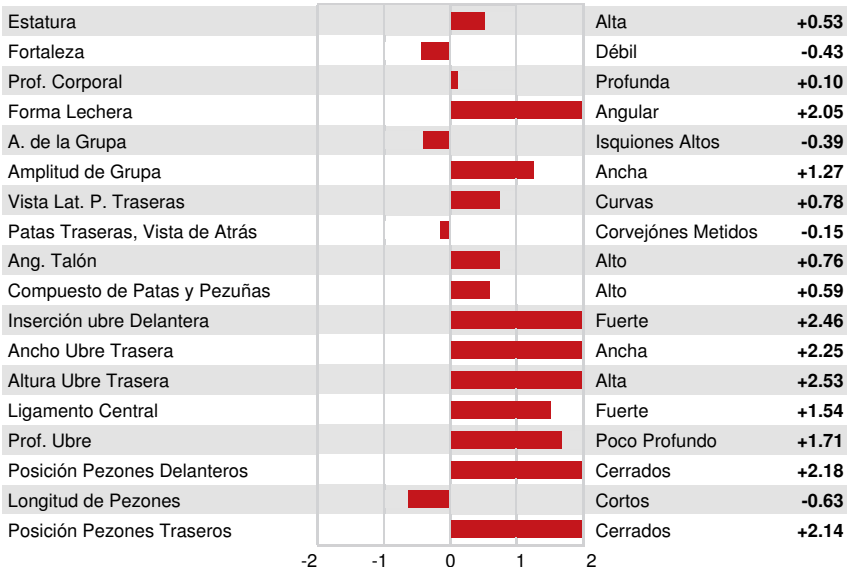 Estatura Alta +0.53
Fortaleza Débil -0.43
Prof. Corporal Profunda +0.10
Forma Lechera Angular +2.05
A. de la Grupa Isquiones Altos -0.39
Amplitud de Grupa Ancha +1.27
Vista Lat. P. Traseras Curvas +0.78
Patas Traseras, Vista de Atrás Corvejónes Metidos -0.15
Ang. Talón Alto +0.76
Compuesto de Patas y Pezuñas Alto +0.59
Inserción ubre Delantera Fuerte +2.46
Ancho Ubre Trasera Ancha +2.25
Altura Ubre Trasera Alta +2.53
Ligamento Central Fuerte +1.54
Prof. Ubre Poco Profundo +1.71
Posición Pezones Delanteros Cerrados +2.18
Longitud de Pezones Cortos -0.63
Posición Pezones Traseros Cerrados +2.14
-2 -1 0 1 2